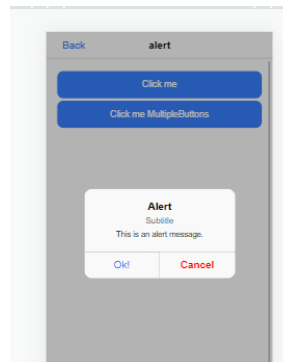 Back alert
Click me
Click me MultipleButtons
Alert
Subtitle
This is an alert message.
Ok! Cancel